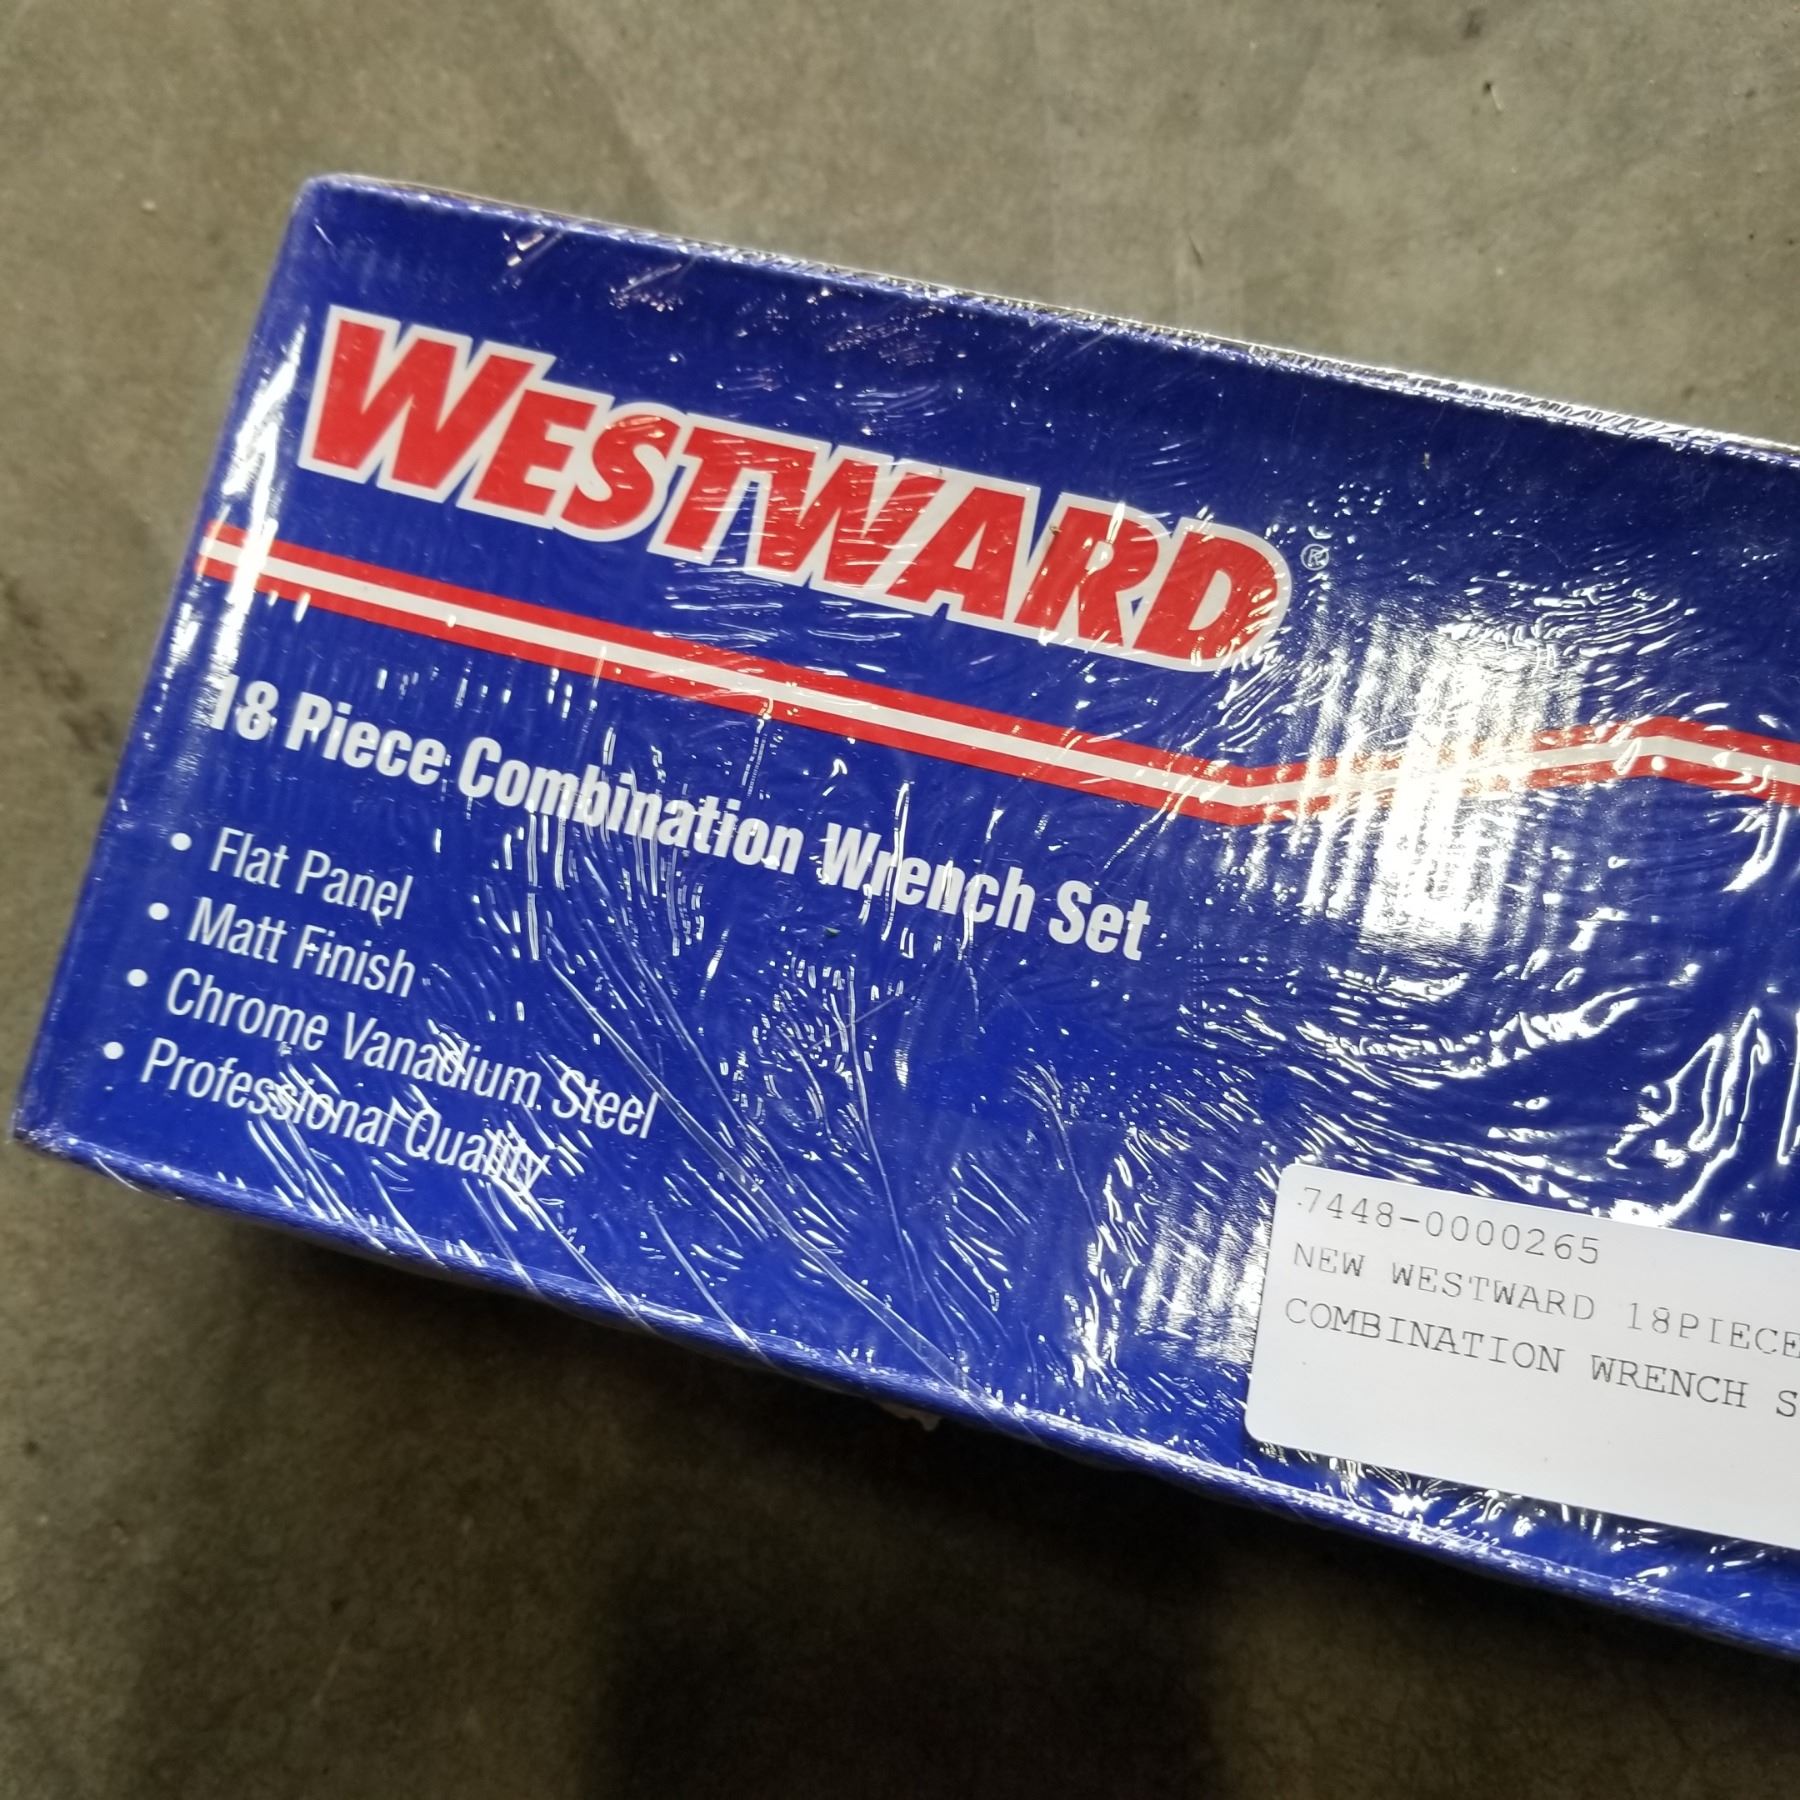 WESTWARD®
18 Piece Combination Wrench Set
• Flat Panel
• Matt Finish
• Chrome Vanadium Steel
• Professional Quality
7448-0000265
NEW WESTWARD 18PIECE
COMBINATION WRENCH S